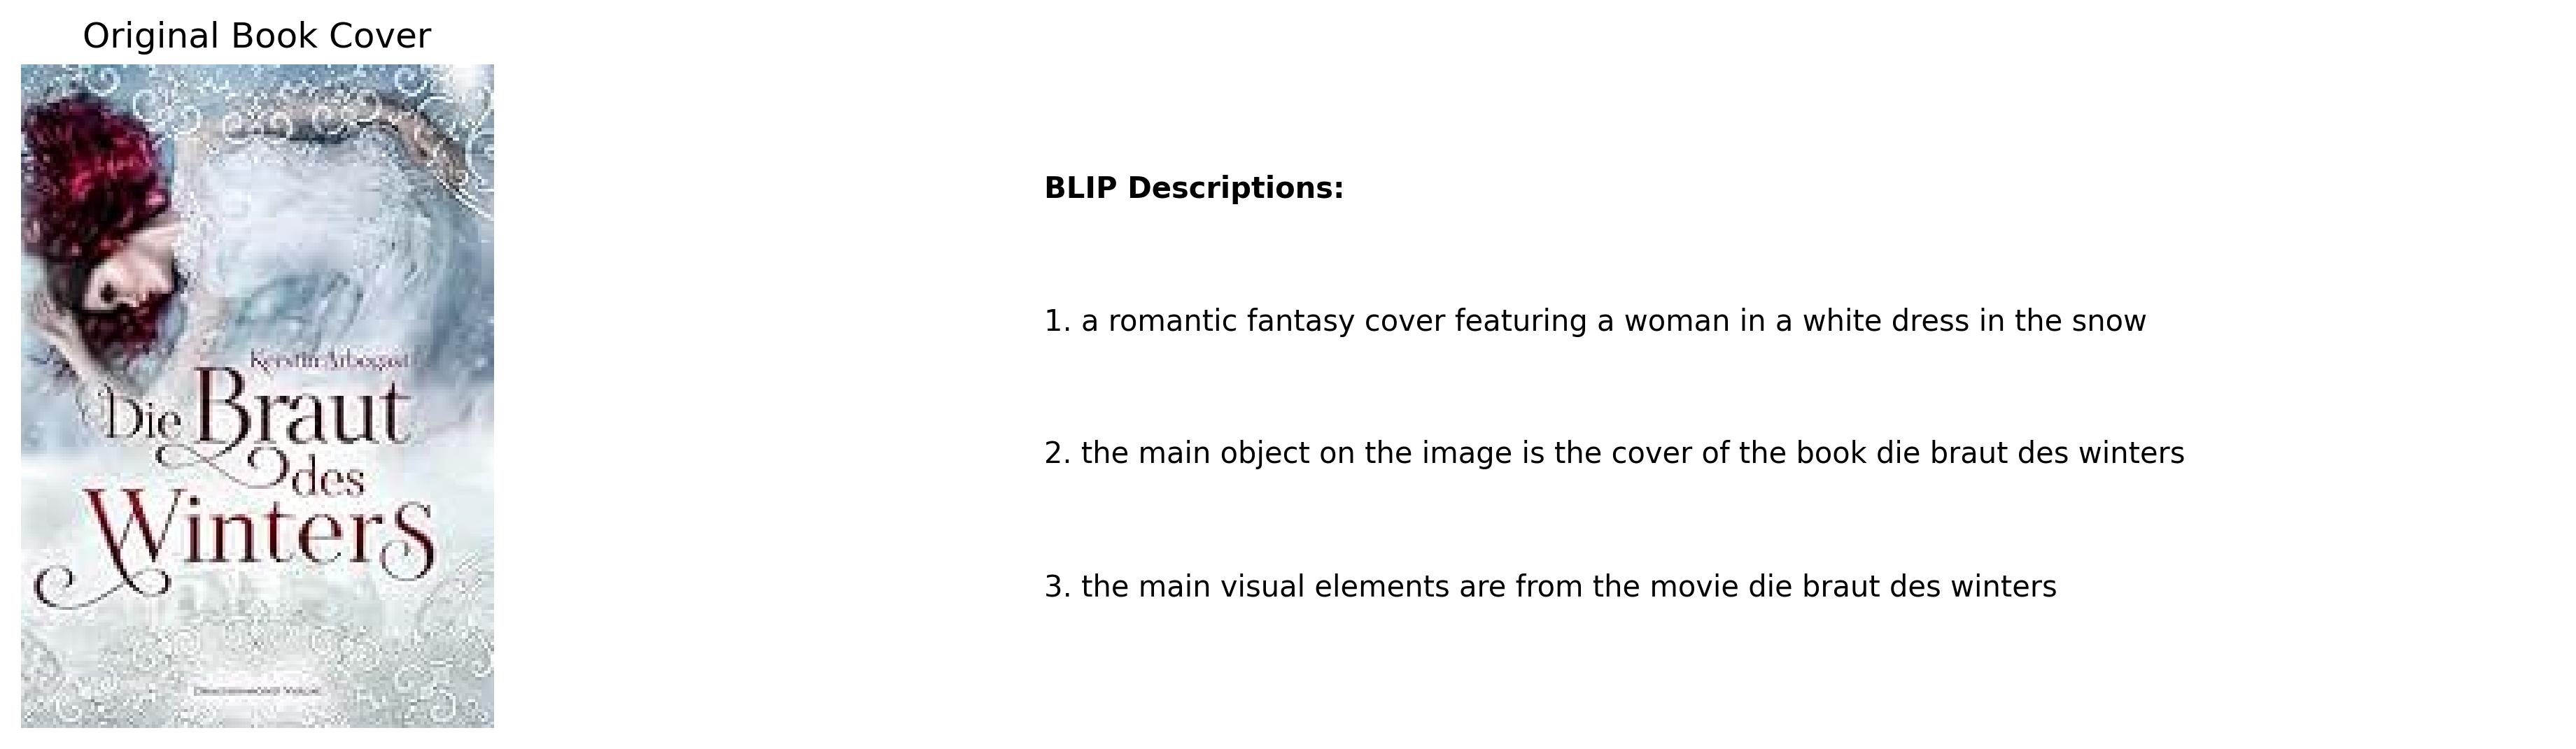 Original Book Cover
Kerstin Arbogast
Die Braut
des
Winters
BLIP Descriptions:
1. a romantic fantasy cover featuring a woman in a white dress in the snow
2. the main object on the image is the cover of the book die braut des winters
3. the main visual elements are from the movie die braut des winters